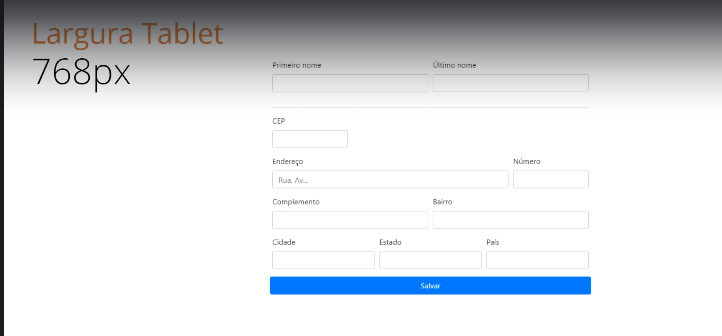 Largura Tablet
768px
Primeiro nome
Último nome
CEP
Endereço
Número
Rua, Av...
Complemento
Bairro
Cidade
Estado
País
Salvar